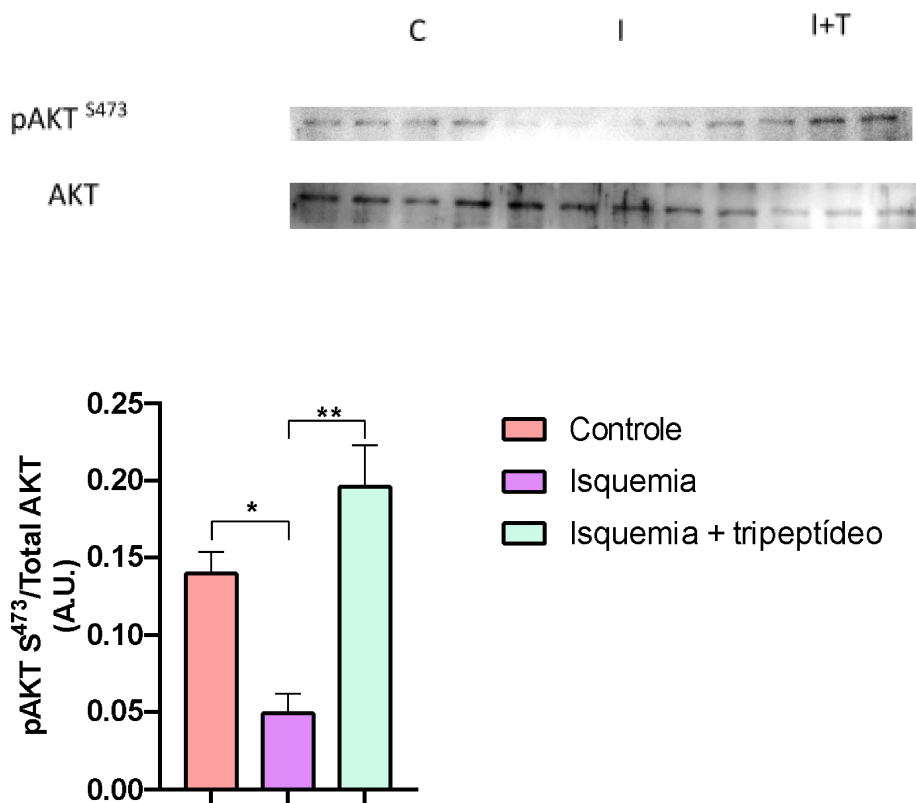 C I I+T
pAKT S473
AKT
pAKT S473/Total AKT
(A.U.)
0.25
0.20
0.15
0.10
0.05
0.00
*
**
Controle
Isquemia
Isquemia + tripeptídeo